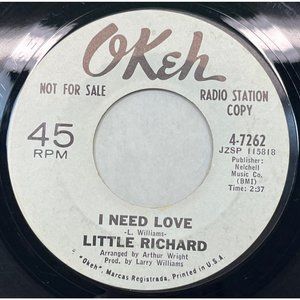 OKeh
NOT FOR SALE
RADIO STATION
COPY
45
RPM
4-7262
JZSP 115818
Publisher:
Nelchell
Music Co.
(BMI)
Time: 2:37
I NEED LOVE
-L. Williams-
LITTLE RICHARD
Arranged by Arthur Wright
Prod. by Larry Williams
"Okeh", Marcas Registrada, Printed in U.S.A.